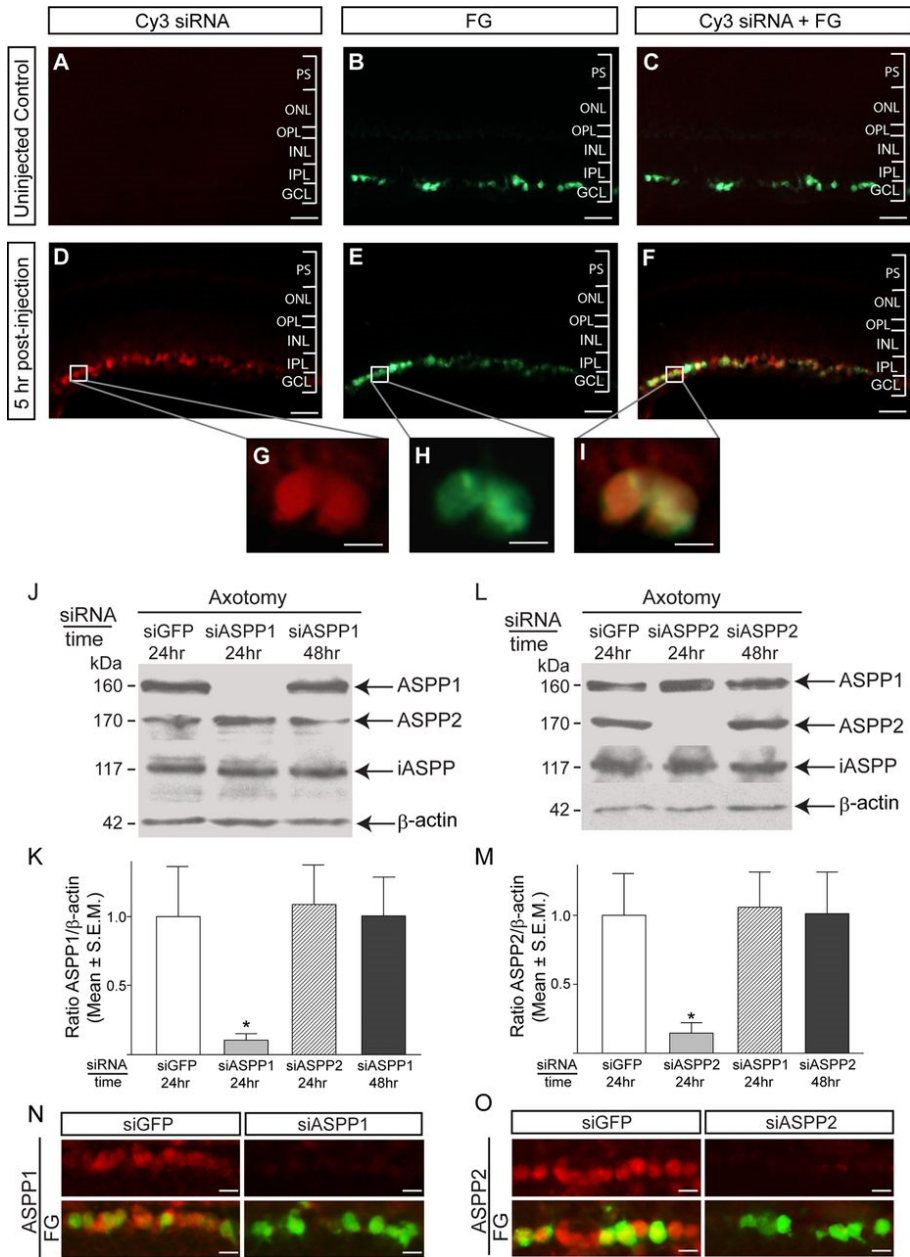 Cy3 siRNA
FG
Cy3 siRNA + FG
Uninjected Control
A
PS
ONL
OPL
INL
IPL
GCL
B
PS
ONL
OPL
INL
IPL
GCL
C
PS
ONL
OPL
INL
IPL
GCL
5 hr post-injection
D
PS
ONL
OPL
INL
IPL
GCL
E
PS
ONL
OPL
INL
IPL
GCL
F
PS
ONL
OPL
INL
IPL
GCL
G
H
I
J
Axotomy
siRNA
time
siGFP
24hr
siASPP1
24hr
siASPP1
48hr
kDa
160
ASPP1
170
ASPP2
117
iASPP
42
β-actin
L
Axotomy
siRNA
time
siGFP
24hr
siASPP2
24hr
siASPP2
48hr
kDa
160
ASPP1
170
ASPP2
117
iASPP
42
β-actin
K
Ratio ASPP1/β-actin
(Mean ± S.E.M.)
1.0
0.5
*
siRNA
time
siGFP
24hr
siASPP1
24hr
siASPP2
24hr
siASPP1
48hr
M
Ratio ASPP2/β-actin
(Mean ± S.E.M.)
1.0
0.5
*
siRNA
time
siGFP
24hr
siASPP2
24hr
siASPP1
24hr
siASPP2
48hr
N
siGFP
siASPP1
ASPP1
FG
O
siGFP
siASPP2
ASPP2
FG